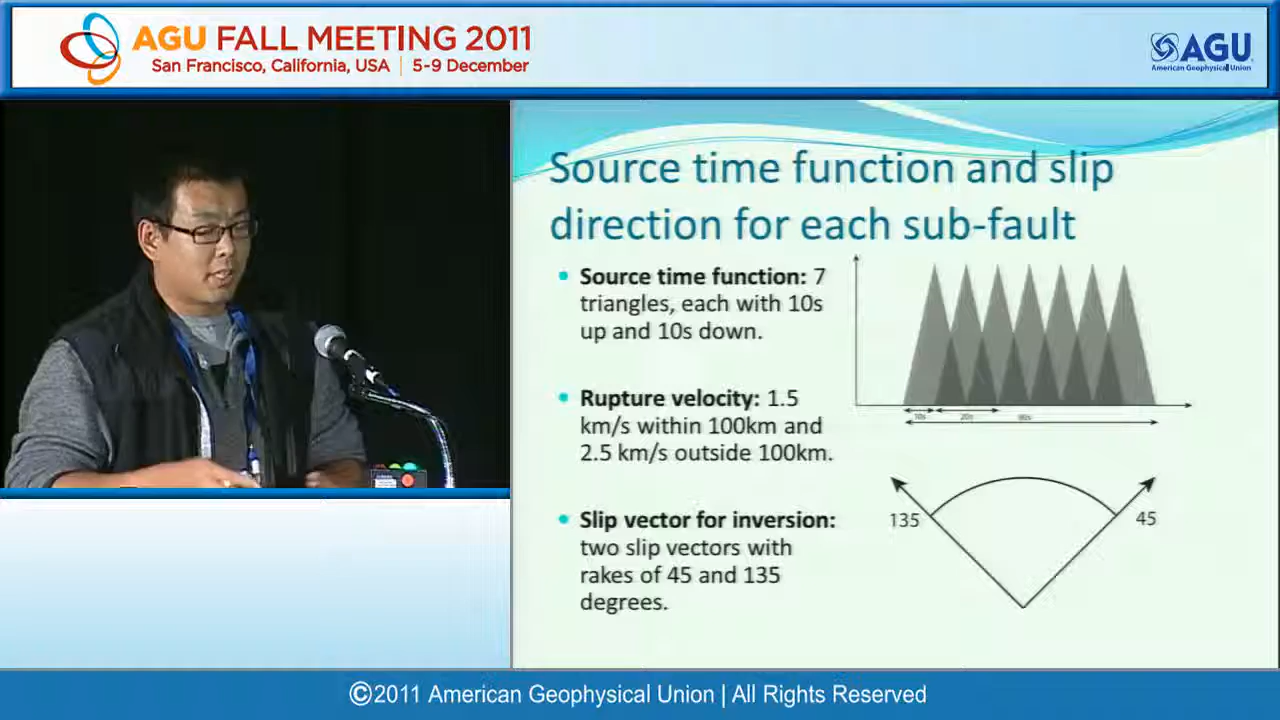 AGU FALL MEETING 2011
San Francisco, California, USA | 5-9 December
AGU
American Geophysical Union
Source time function and slip
direction for each sub-fault
• Source time function: 7
triangles, each with 10s
up and 10s down.
10s 20s 80s
• Rupture velocity: 1.5
km/s within 100km and
2.5 km/s outside 100km.
• Slip vector for inversion:
two slip vectors with
rakes of 45 and 135
degrees.
135 45
©2011 American Geophysical Union | All Rights Reserved